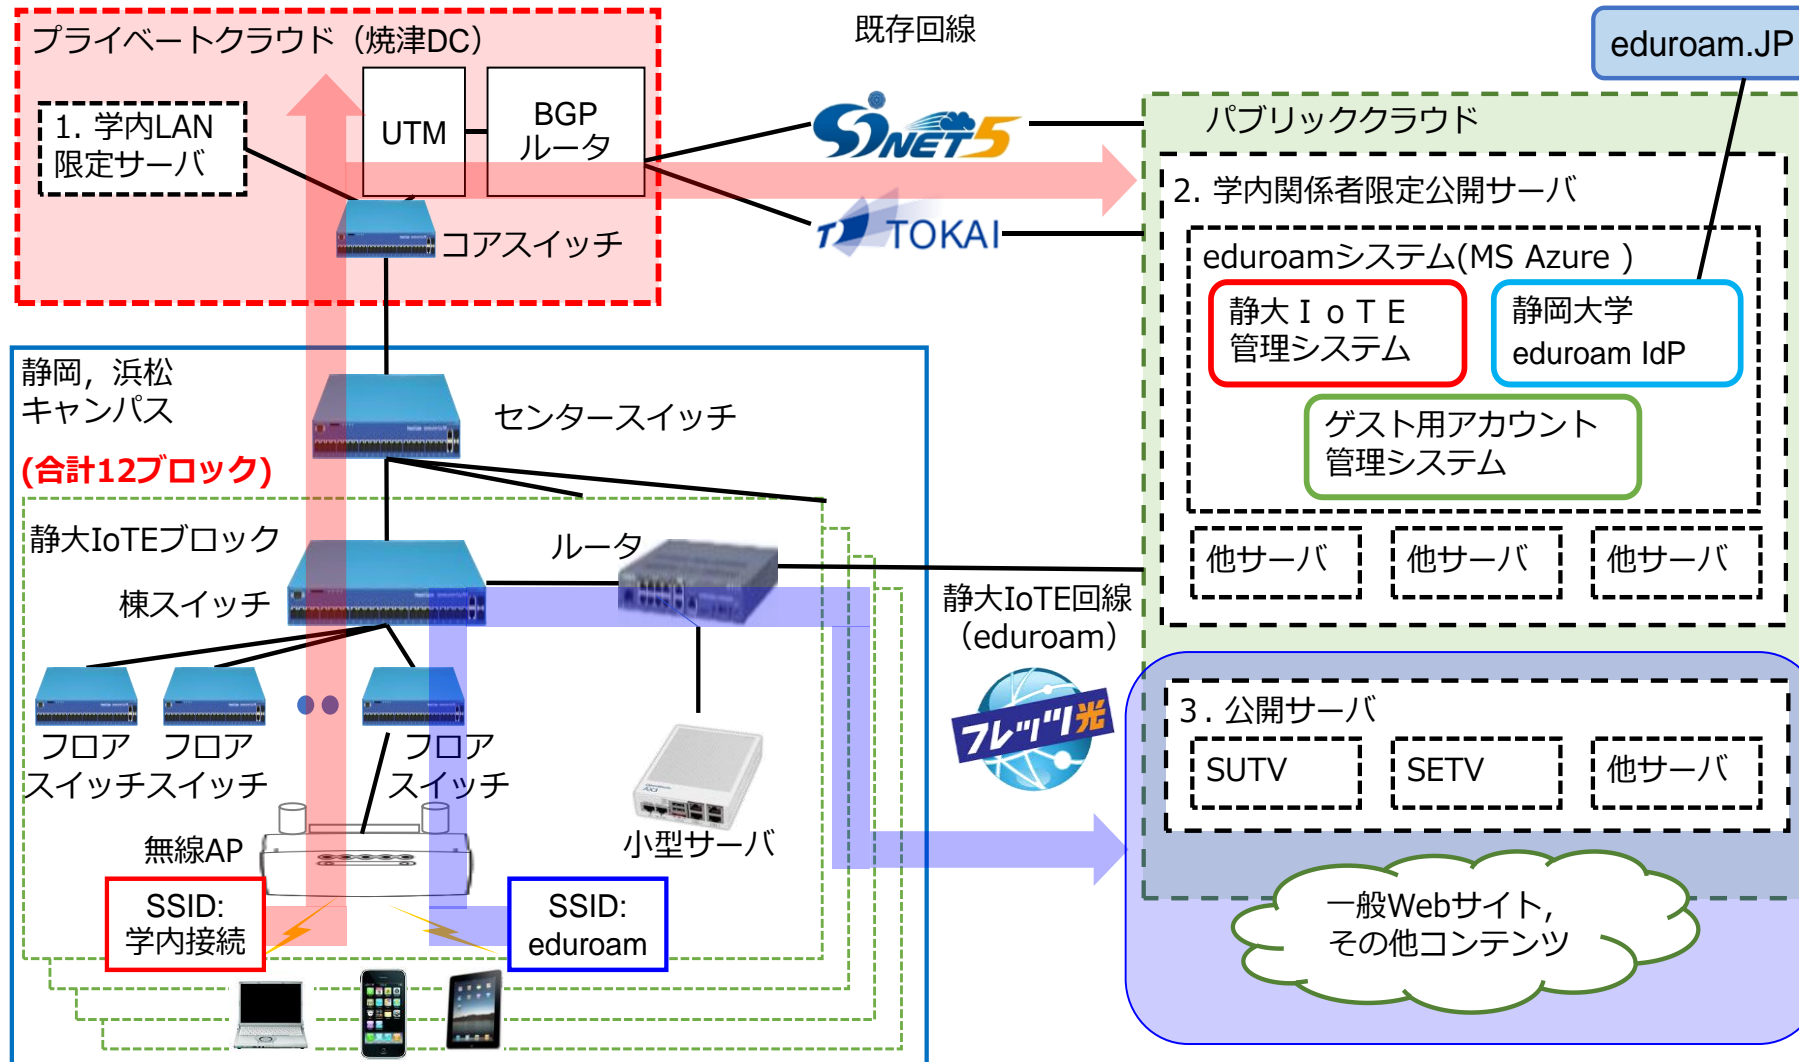 プライベートクラウド（焼津DC）
1. 学内LAN
限定サーバ
UTM
BGP
ルータ
コアスイッチ
既存回線
SINET5
TOKAI
eduroam.JP
パブリッククラウド
2. 学内関係者限定公開サーバ
eduroamシステム(MS Azure )
静大ＩｏＴＥ
管理システム
静岡大学
eduroam IdP
ゲスト用アカウント
管理システム
他サーバ
他サーバ
他サーバ
静岡，浜松
キャンパス
(合計12ブロック)
センタースイッチ
静大IoTEブロック
ルータ
棟スイッチ
静大IoTE回線
（eduroam）
フレッツ光
フロア
スイッチ
フロア
スイッチ
フロア
スイッチ
無線AP
小型サーバ
SSID:
学内接続
SSID:
eduroam
３. 公開サーバ
SUTV
SETV
他サーバ
一般Webサイト，
その他コンテンツ